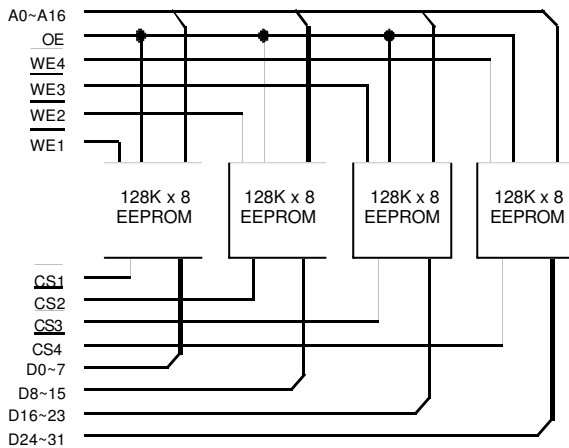 A0~A16
OE
WE4
WE3
WE2
WE1
128K x 8
EEPROM
128K x 8
EEPROM
128K x 8
EEPROM
128K x 8
EEPROM
CS1
CS2
CS3
CS4
D0~7
D8~15
D16~23
D24~31